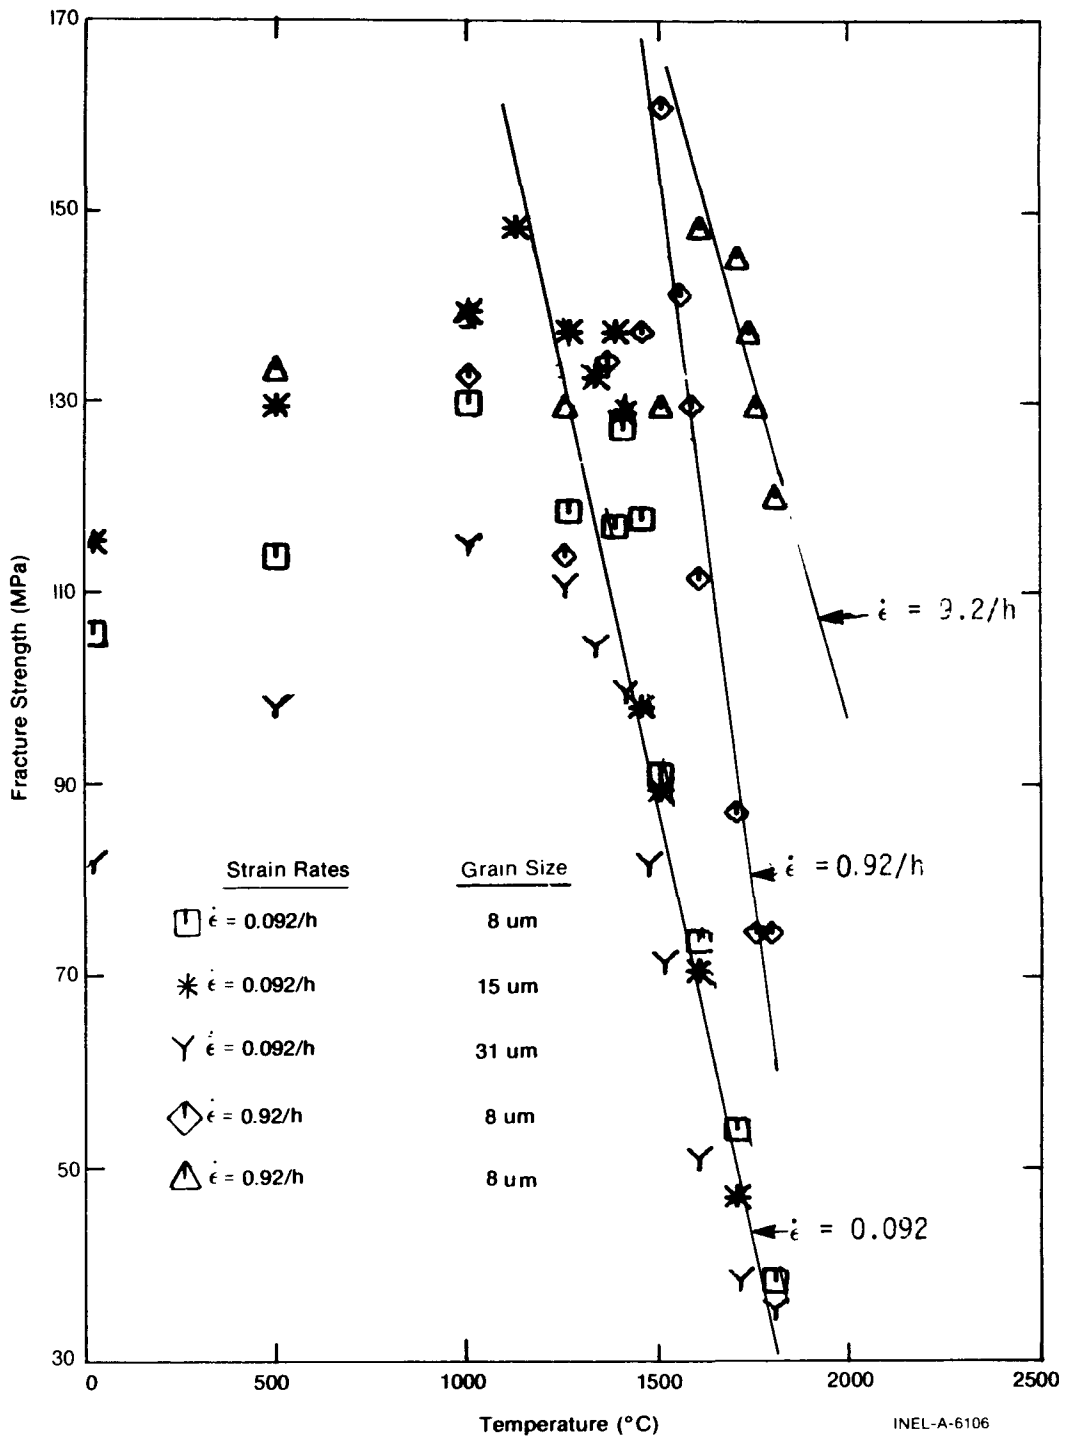 170
150
130
110
90
70
50
30
Fracture Strength (MPa)
ε̇ = 9.2/h
ε̇ = 0.92/h
ε̇ = 0.092
Strain Rates Grain Size
ε̇ = 0.092/h 8 um
ε̇ = 0.092/h 15 um
ε̇ = 0.092/h 31 um
ε̇ = 0.92/h 8 um
ε̇ = 0.92/h 8 um
0 500 1000 1500 2000 2500
Temperature (°C)
INEL-A-6106